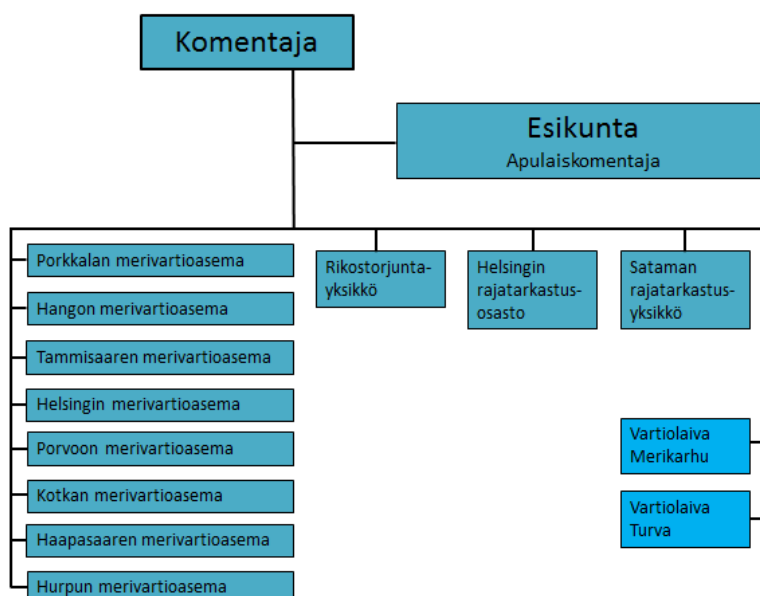 Komentaja
Esikunta
Apulaiskomentaja
Porkkalan merivartioasema
Hangon merivartioasema
Tammisaaren merivartioasema
Helsingin merivartioasema
Porvoon merivartioasema
Kotkan merivartioasema
Haapasaaren merivartioasema
Hurpun merivartioasema
Rikostorjunta-
yksikkö
Helsingin
rajatarkastus-
osasto
Sataman
rajatarkastus-
yksikkö
Vartiolaiva
Merikarhu
Vartiolaiva
Turva